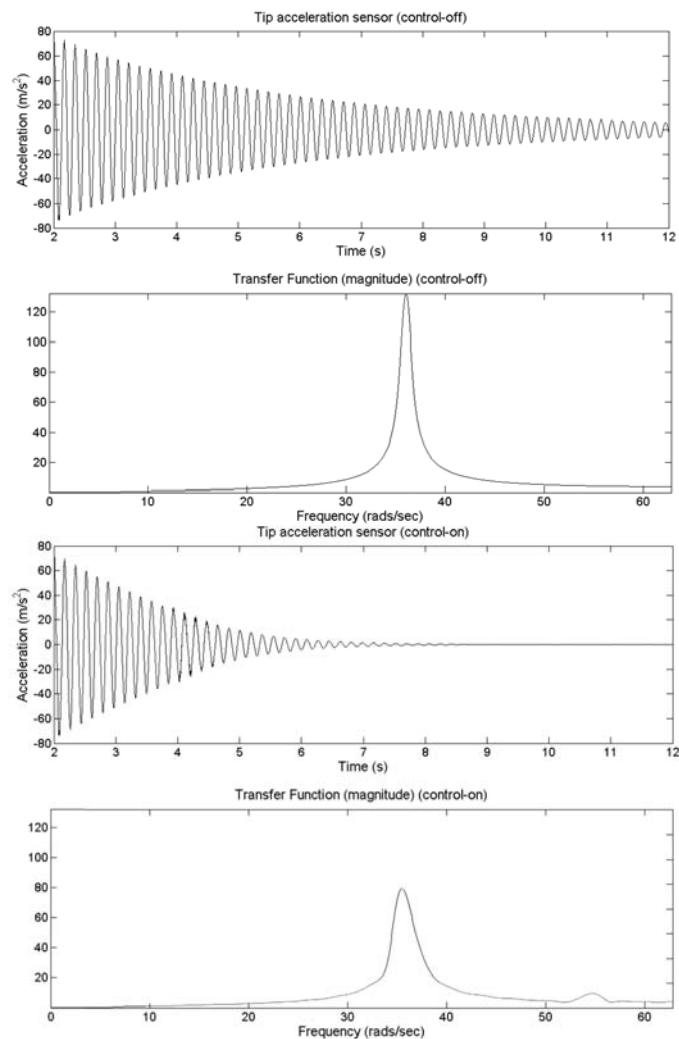 Tip acceleration sensor (control-off)
80
60
40
20
0
-20
-40
-60
-80
Acceleration (m/s²)
2 3 4 5 6 7 8 9 10 11 12
Time (s)
Transfer Function (magnitude) (control-off)
120
100
80
60
40
20
0 10 20 30 40 50 60
Frequency (rads/sec)
Tip acceleration sensor (control-on)
80
60
40
20
0
-20
-40
-60
-80
Acceleration (m/s²)
2 3 4 5 6 7 8 9 10 11 12
Time (s)
Transfer Function (magnitude) (control-on)
120
100
80
60
40
20
0 10 20 30 40 50 60
Frequency (rads/sec)